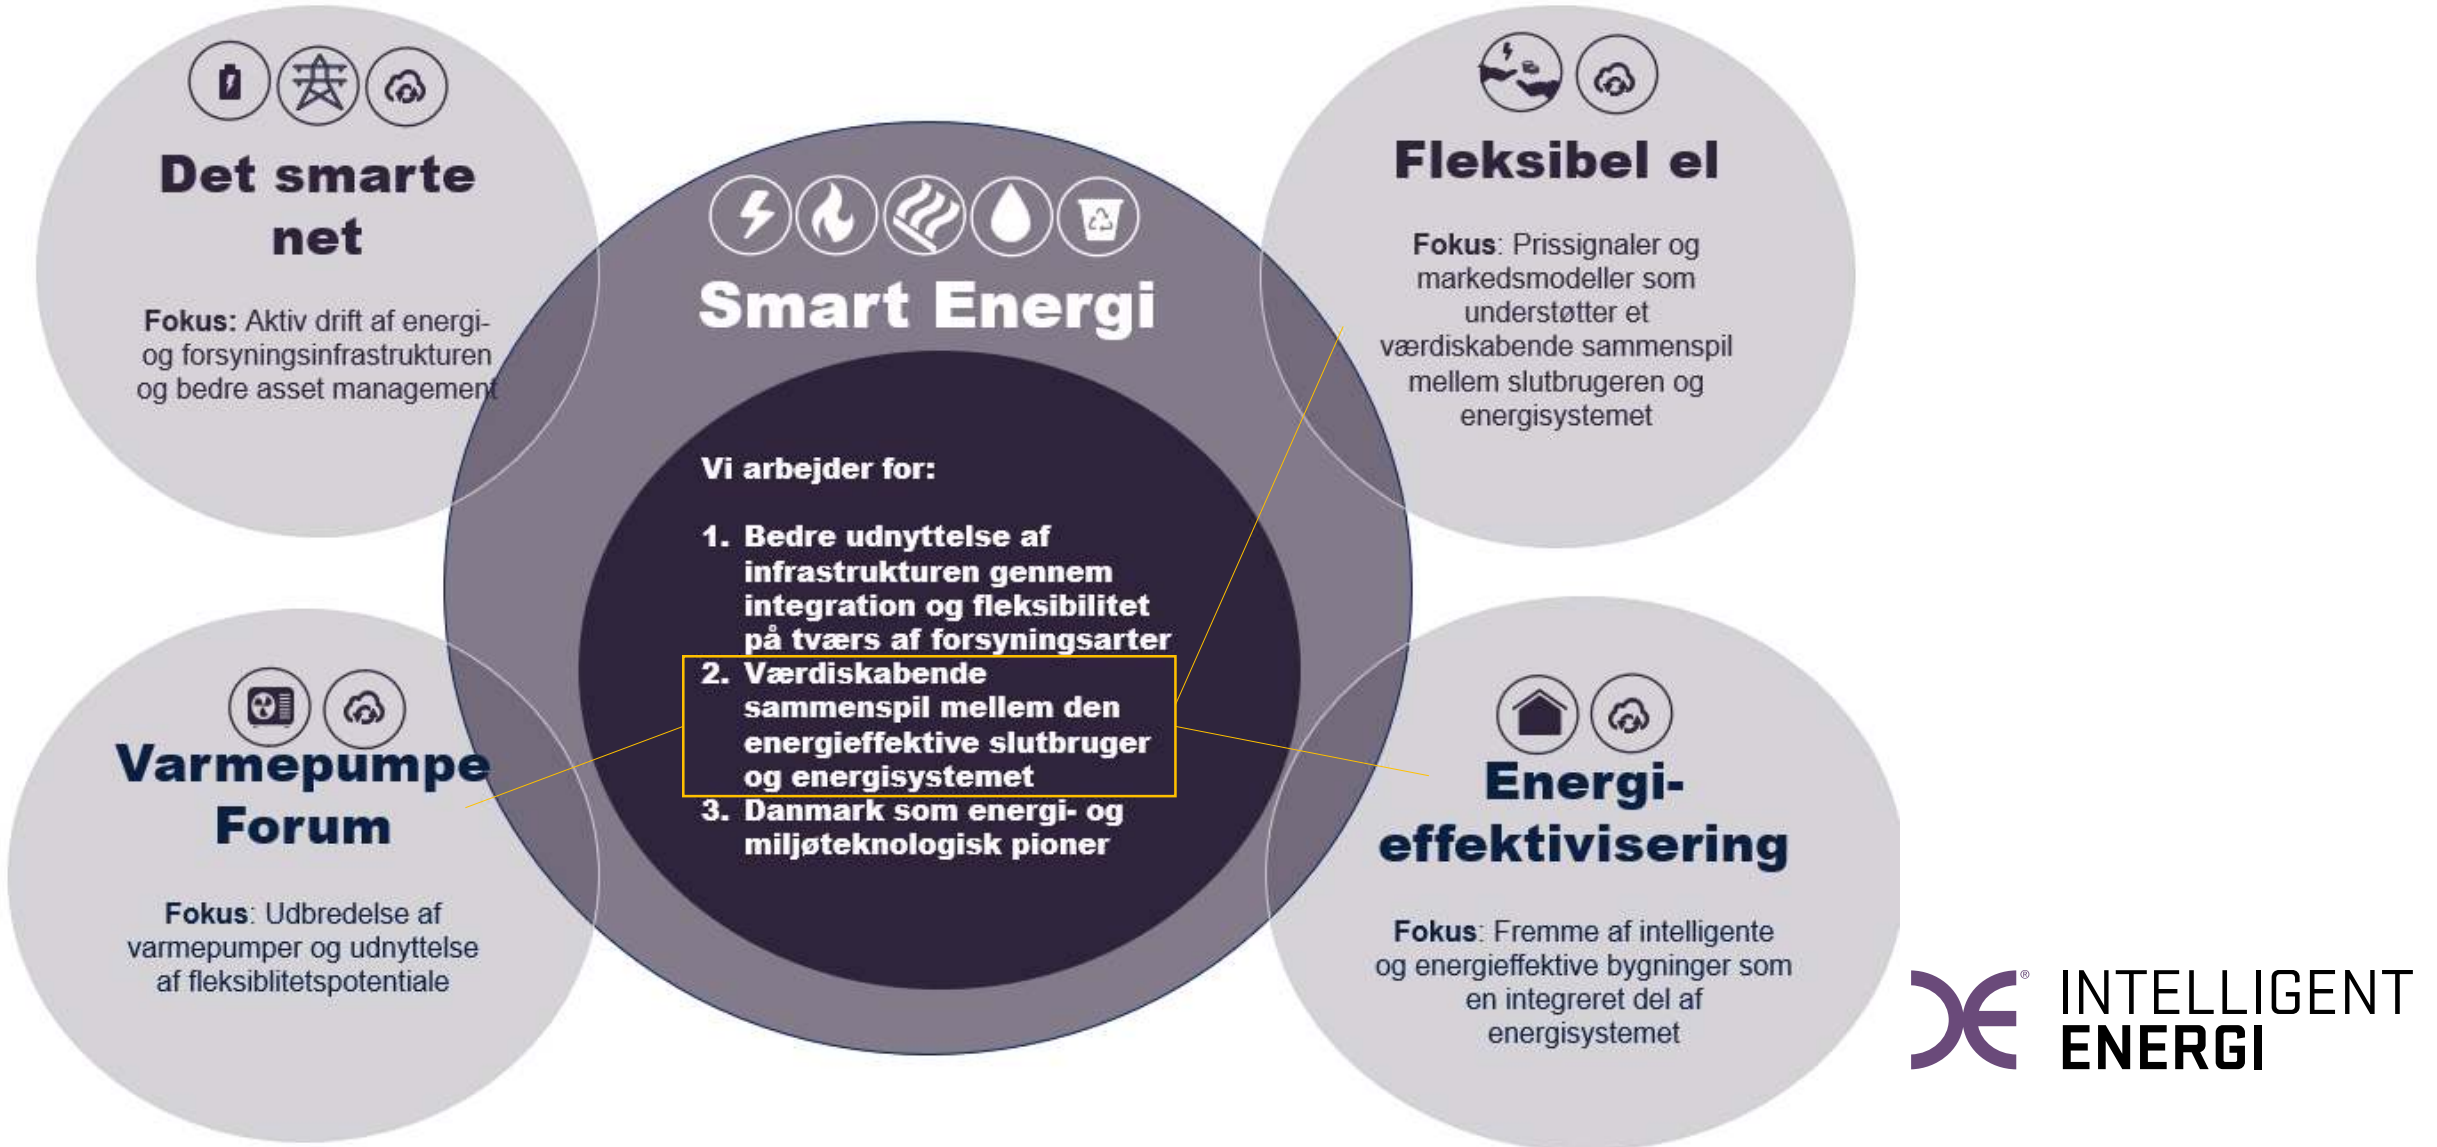 Det smarte
net
Fokus: Aktiv drift af energi-
og forsyningsinfrastrukturen
og bedre asset management
Fleksibel el
Fokus: Prissignaler og
markedsmodeller som
understøtter et
værdiskabende sammenspil
mellem slutbrugeren og
energisystemet
Smart Energi
Vi arbejder for:
1. Bedre udnyttelse af
infrastrukturen gennem
integration og fleksibilitet
på tværs af forsyningsarter
2. Værdiskabende
sammenspil mellem den
energieffektive slutbruger
og energisystemet
3. Danmark som energi- og
miljøteknologisk pioner
Varmepumpe
Forum
Fokus: Udbredelse af
varmepumper og udnyttelse
af fleksiblitetspotentiale
Energi-
effektivisering
Fokus: Fremme af intelligente
og energieffektive bygninger som
en integreret del af
energisystemet
®
INTELLIGENT
ENERGI